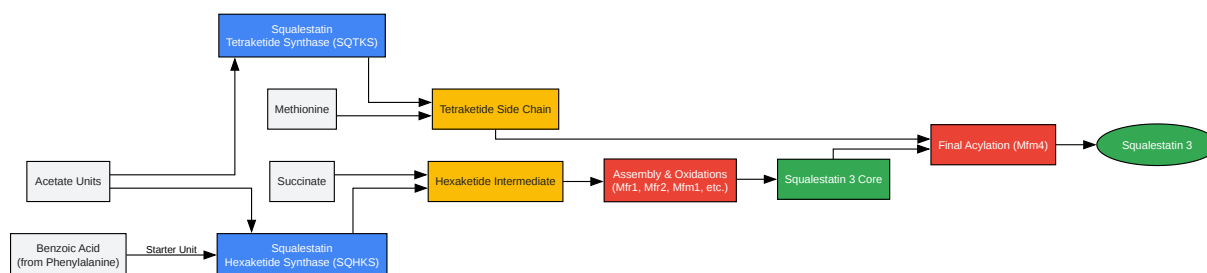 Squalestatin
Tetraketide Synthase (SQTKS)
Methionine
Tetraketide Side Chain
Final Acylation (Mfm4)
Squalestatin 3
Acetate Units
Succinate
Hexaketide Intermediate
Assembly & Oxidations
(Mfr1, Mfr2, Mfm1, etc.)
Squalestatin 3 Core
Benzoic Acid
(from Phenylalanine)
Starter Unit
Squalestatin
Hexaketide Synthase (SQHKS)